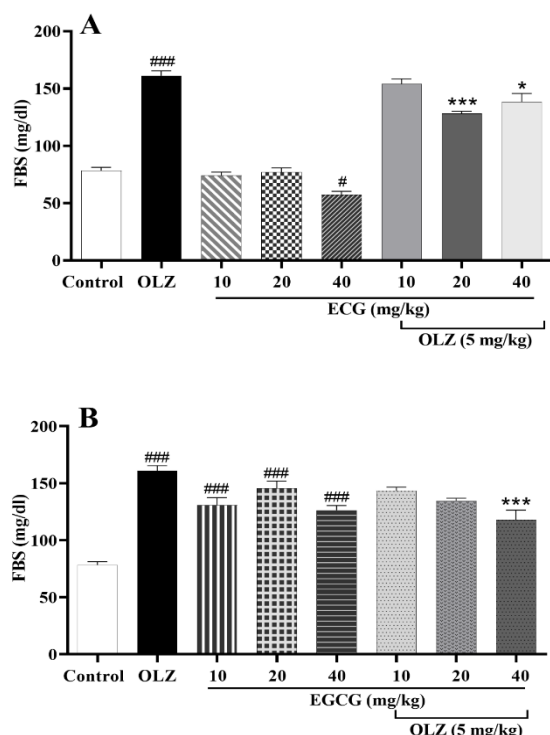 A
200
###
*
150
***
FBS (mg/dl)
100
#
50
0
Control OLZ 10 20 40 10 20 40
ECG (mg/kg)
OLZ (5 mg/kg)
B
200
###
###
###
###
***
150
FBS (mg/dl)
100
50
0
Control OLZ 10 20 40 10 20 40
EGCG (mg/kg)
OLZ (5 mg/kg)